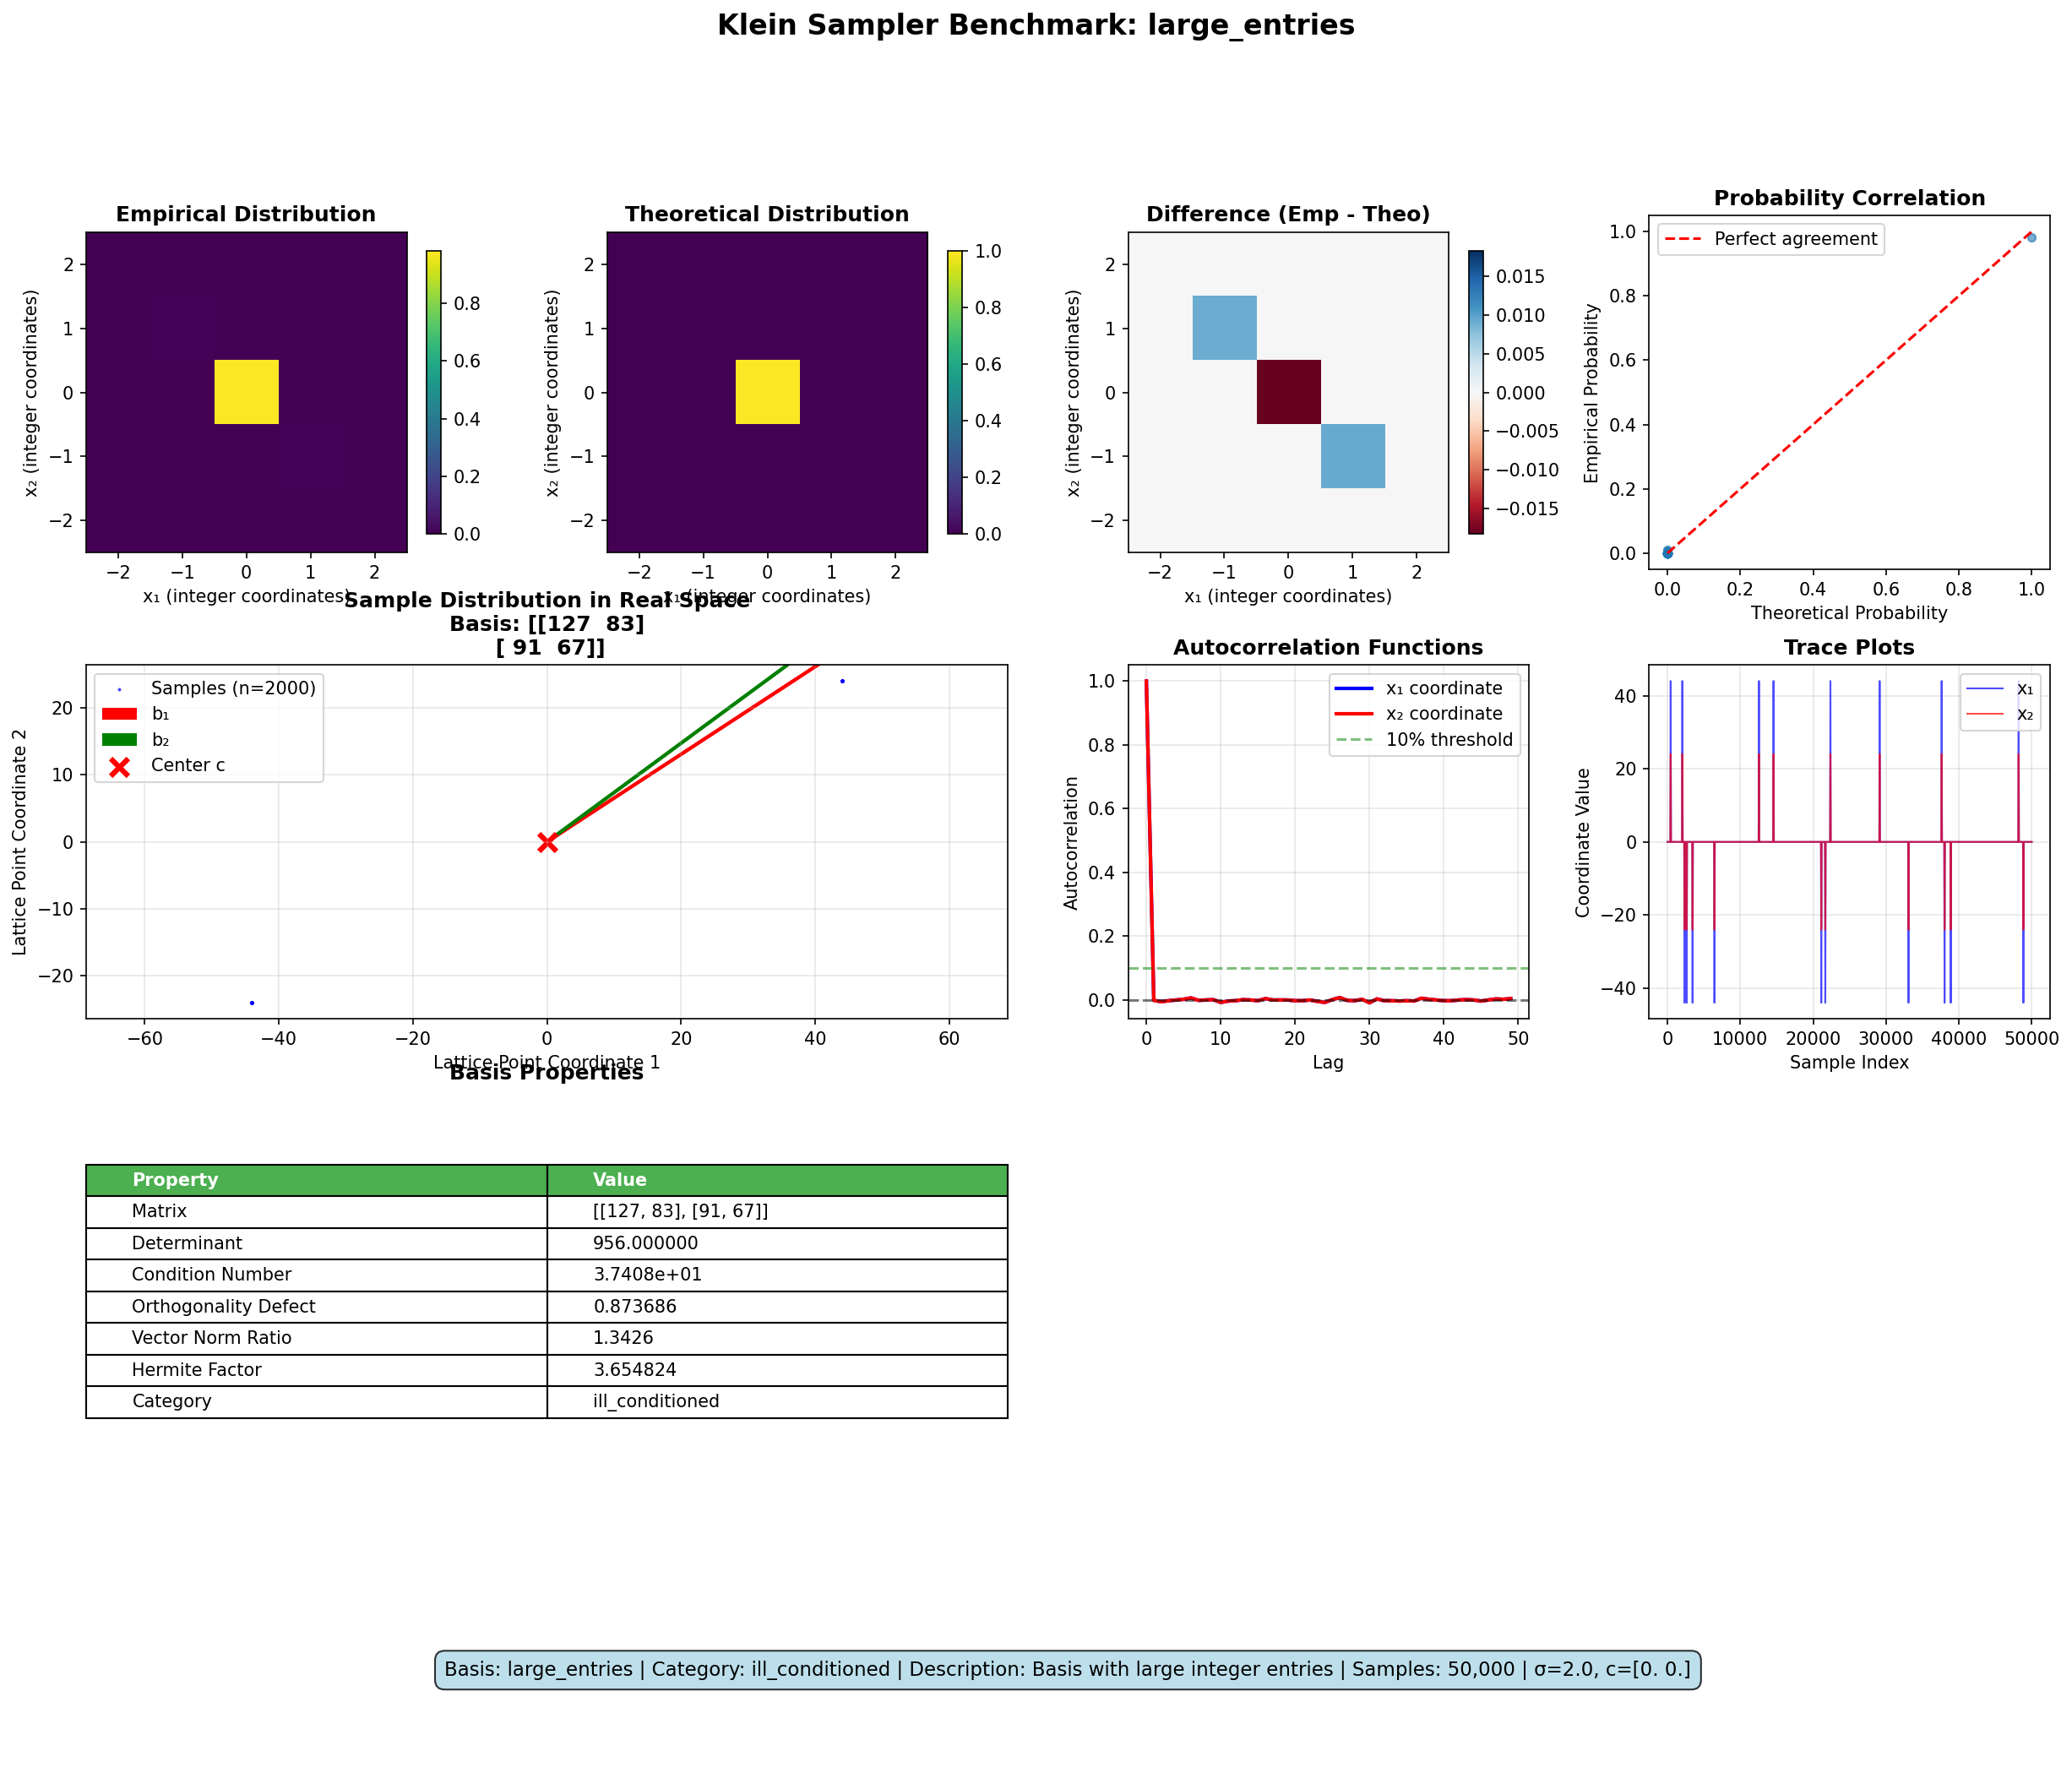 Klein Sampler Benchmark: large_entries
Empirical Distribution
x₂ (integer coordinates)
2
1
0
−1
−2
−2 −1 0 1 2
x₁ (integer coordinates)
0.8
0.6
0.4
0.2
0.0
Theoretical Distribution
x₂ (integer coordinates)
2
1
0
−1
−2
−2 −1 0 1 2
x₁ (integer coordinates)
1.0
0.8
0.6
0.4
0.2
0.0
Difference (Emp - Theo)
x₂ (integer coordinates)
2
1
0
−1
−2
−2 −1 0 1 2
x₁ (integer coordinates)
0.015
0.010
0.005
0.000
−0.005
−0.010
−0.015
Probability Correlation
Perfect agreement
Empirical Probability
1.0
0.8
0.6
0.4
0.2
0.0
0.0 0.2 0.4 0.6 0.8 1.0
Theoretical Probability
Sample Distribution in Real Space
Basis: [[127 83]
[ 91 67]]
Samples (n=2000)
b₁
b₂
Center c
Lattice Point Coordinate 2
20
10
0
−10
−20
−60 −40 −20 0 20 40 60
Lattice Point Coordinate 1
Autocorrelation Functions
x₁ coordinate
x₂ coordinate
10% threshold
Autocorrelation
1.0
0.8
0.6
0.4
0.2
0.0
0 10 20 30 40 50
Lag
Trace Plots
x₁
x₂
Coordinate Value
40
20
0
−20
−40
0 10000 20000 30000 40000 50000
Sample Index
Basis Properties
Property Value
Matrix [[127, 83], [91, 67]]
Determinant 956.000000
Condition Number 3.7408e+01
Orthogonality Defect 0.873686
Vector Norm Ratio 1.3426
Hermite Factor 3.654824
Category ill_conditioned
Basis: large_entries | Category: ill_conditioned | Description: Basis with large integer entries | Samples: 50,000 | σ=2.0, c=[0. 0.]